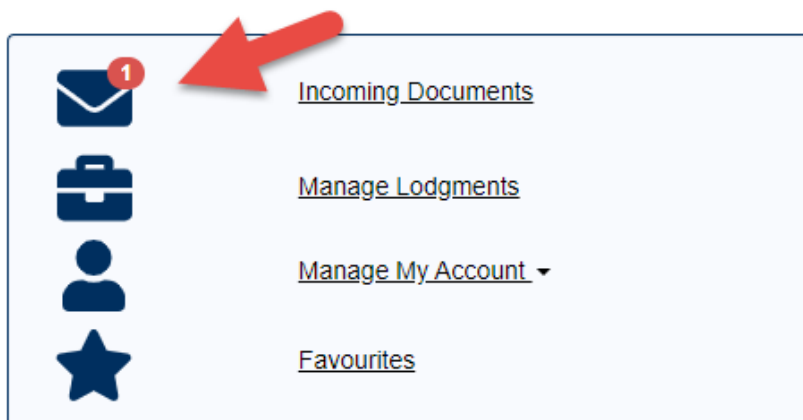 1
Incoming Documents
Manage Lodgments
Manage My Account
Favourites